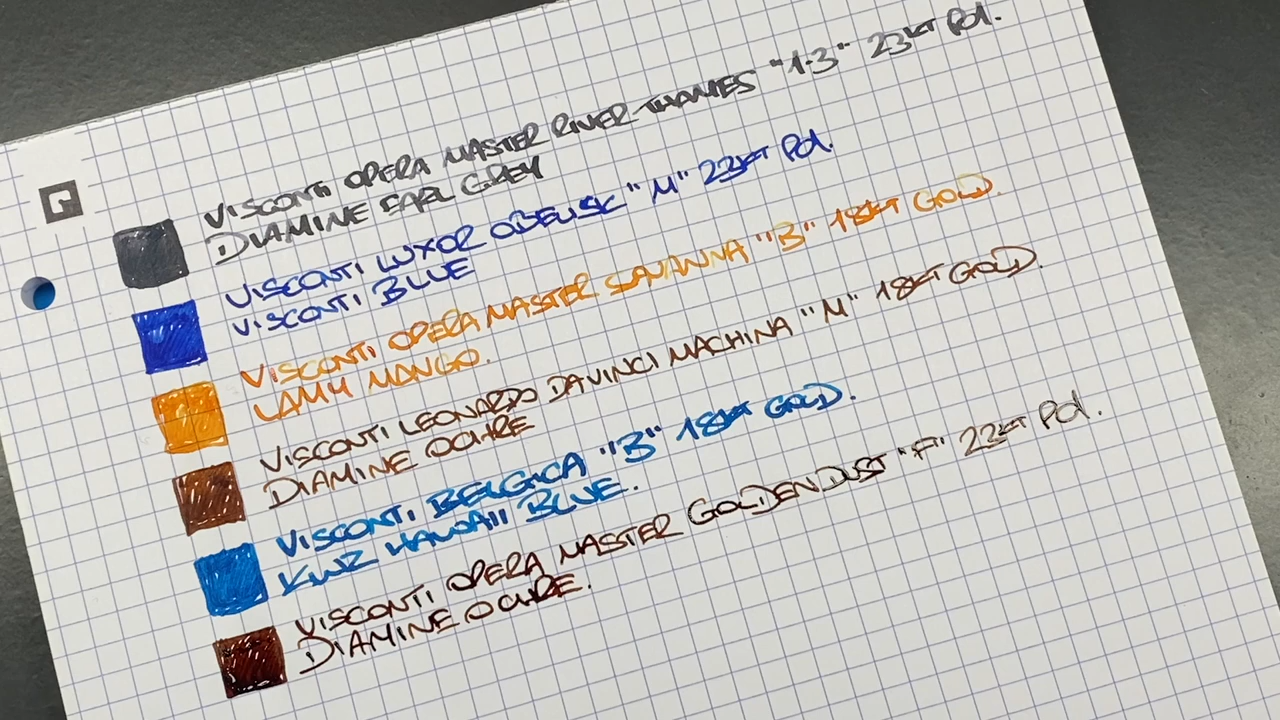 VISCONTI OPERA MASTER RIVER THAMES "1.3" 23KT Pd.
DIAMINE EARL GREY
VISCONTI LUXOR OBELISK "M" 23KT Pd.
VISCONTI BLUE
VISCONTI OPERA MASTER SAVANNA "B" 18KT GOLD
LAMY MANGO.
VISCONTI LEONARDO DA VINCI MACHINA "M" 18KT GOLD.
DIAMINE OCHRE
VISCONTI BELGICA "B" 18KT GOLD.
KWZ HAWAII BLUE.
VISCONTI OPERA MASTER GOLDEN DUST "F" 23KT Pd.
DIAMINE OCHRE.